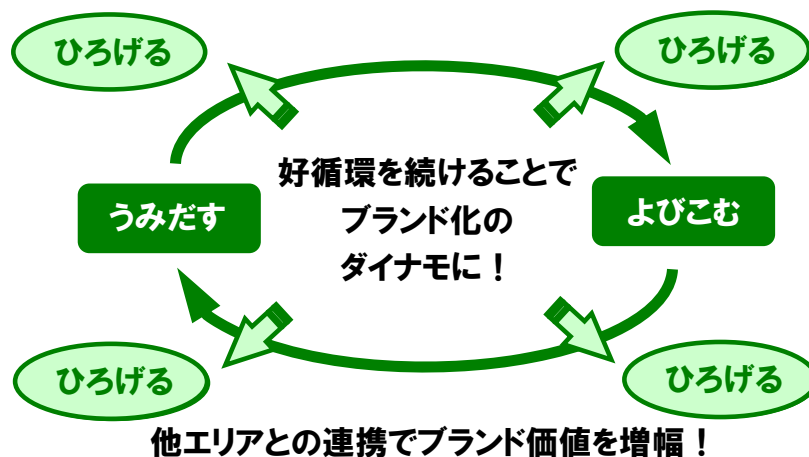 ひろげる
ひろげる
好循環を続けることで
ブランド化の
ダイナモに！
うみだす
よびこむ
ひろげる
ひろげる
他エリアとの連携でブランド価値を増幅！